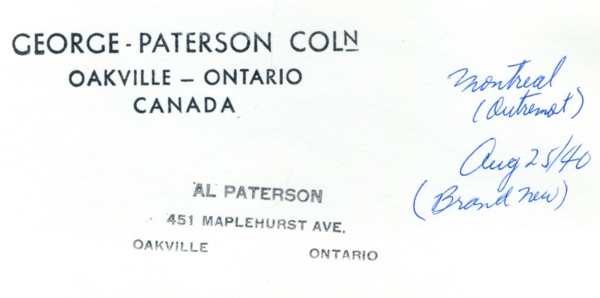 GEORGE - PATERSON COLN
OAKVILLE — ONTARIO
CANADA
Montreal
(Outremont)
Aug 25/40
(Brand new)
AL PATERSON
451 MAPLEHURST AVE.
OAKVILLE ONTARIO